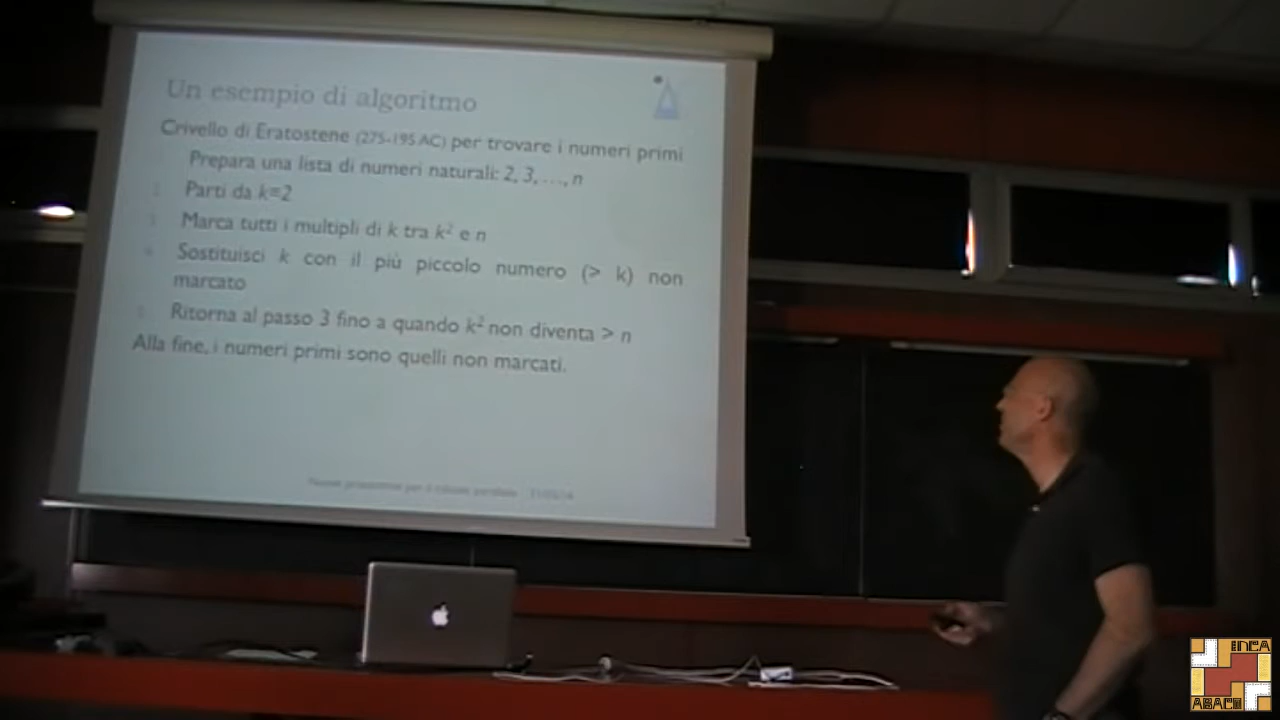 Un esempio di algoritmo
Crivello di Eratostene (275-195 AC) per trovare i numeri primi
Prepara una lista di numeri naturali: 2, 3, …, n
Parti da k=2
Marca tutti i multipli di k tra k² e n
Sostituisci k con il più piccolo numero (> k) non
marcato
Ritorna al passo 3 fino a quando k² non diventa > n
Alla fine, i numeri primi sono quelli non marcati.
ABACO